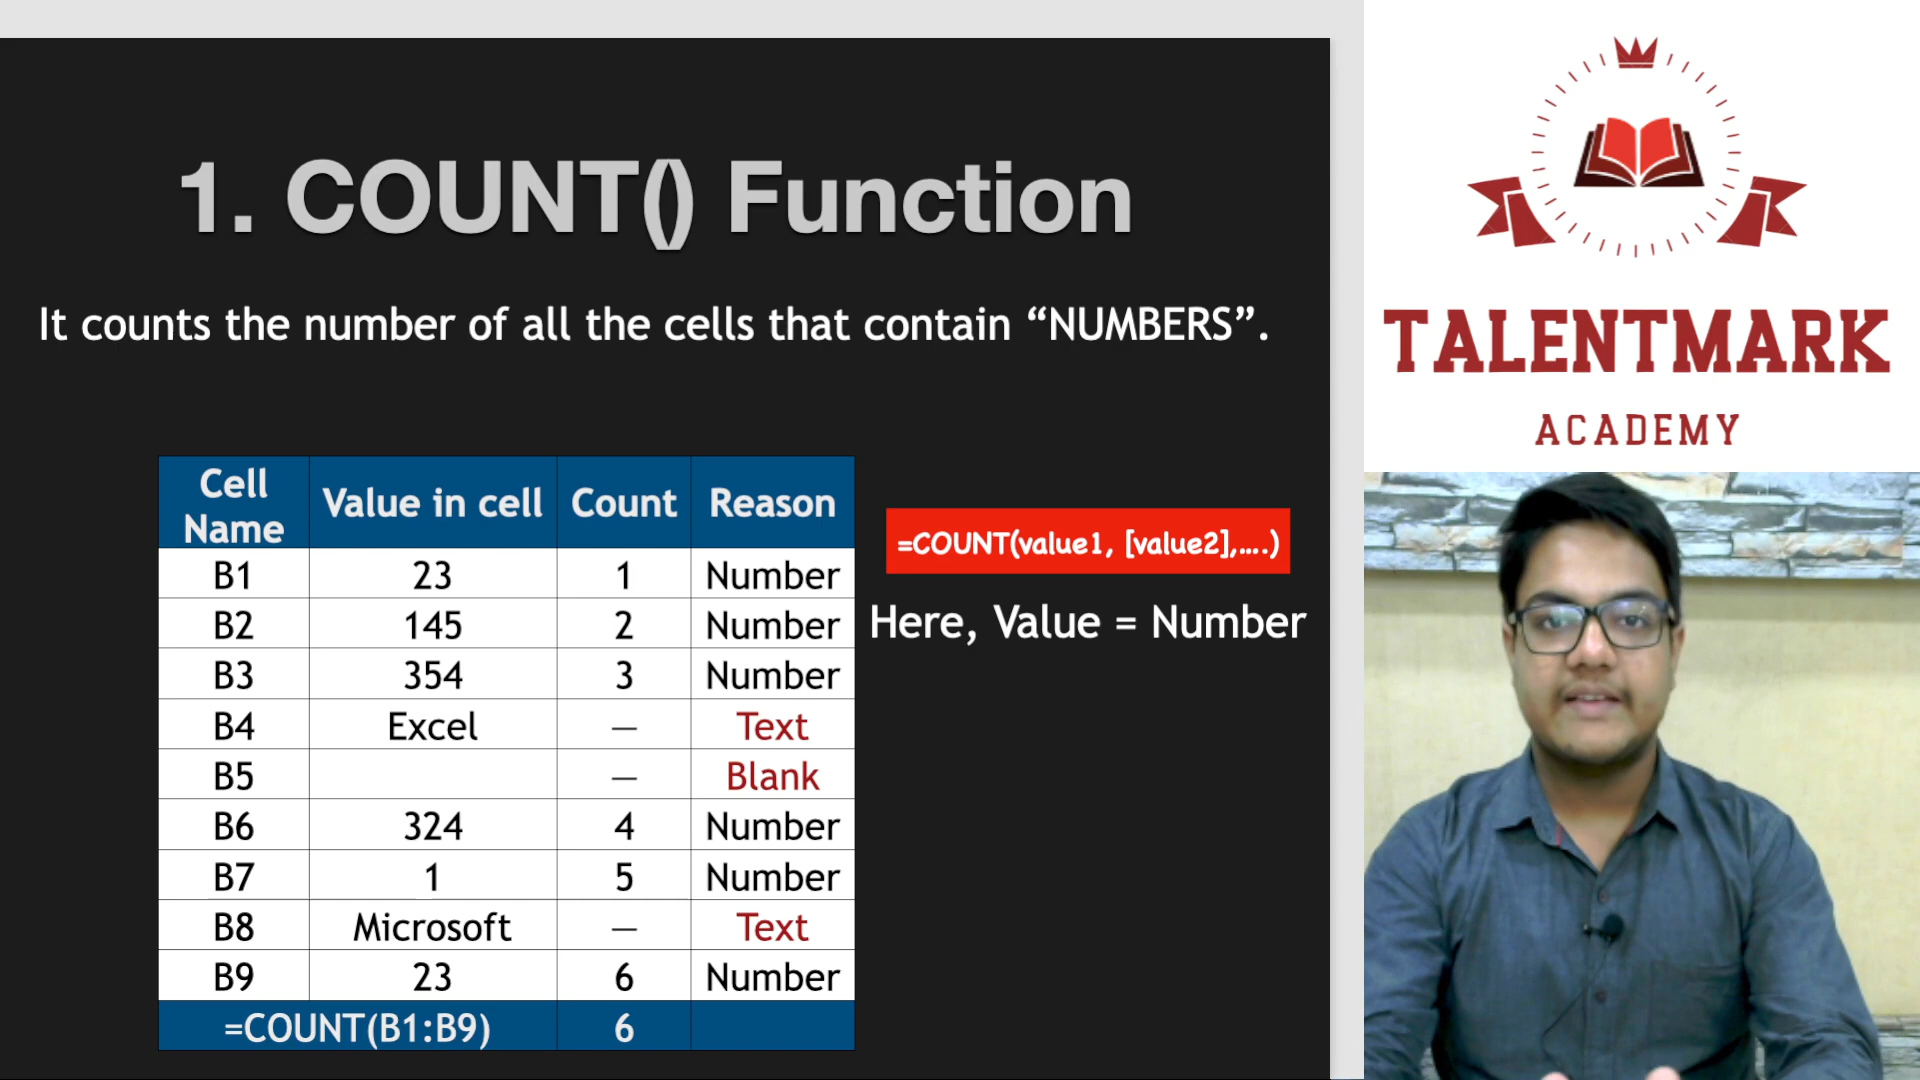 1. COUNT() Function
It counts the number of all the cells that contain “NUMBERS”.
Cell Name Value in cell Count Reason
B1 23 1 Number
B2 145 2 Number
B3 354 3 Number
B4 Excel — Text
B5 — Blank
B6 324 4 Number
B7 1 5 Number
B8 Microsoft — Text
B9 23 6 Number
=COUNT(B1:B9) 6
=COUNT(value1, [value2],....)
Here, Value = Number
TALENTMARK
ACADEMY